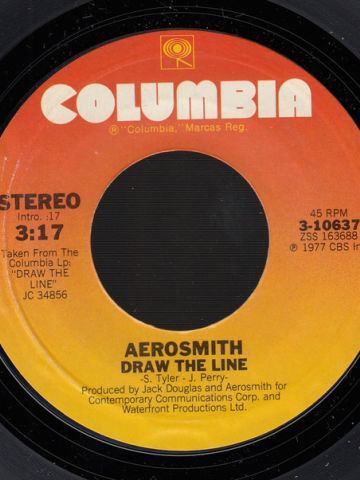 COLUMBIA
® "Columbia," Marcas Reg.
STEREO
Intro. :17
3:17
Taken From The
Columbia Lp:
"DRAW THE
LINE"
JC 34856
45 RPM
3-10637
ZSS 163688
℗ 1977 CBS In
AEROSMITH
DRAW THE LINE
-S. Tyler - J. Perry-
Produced by Jack Douglas and Aerosmith for
Contemporary Communications Corp. and
Waterfront Productions Ltd.